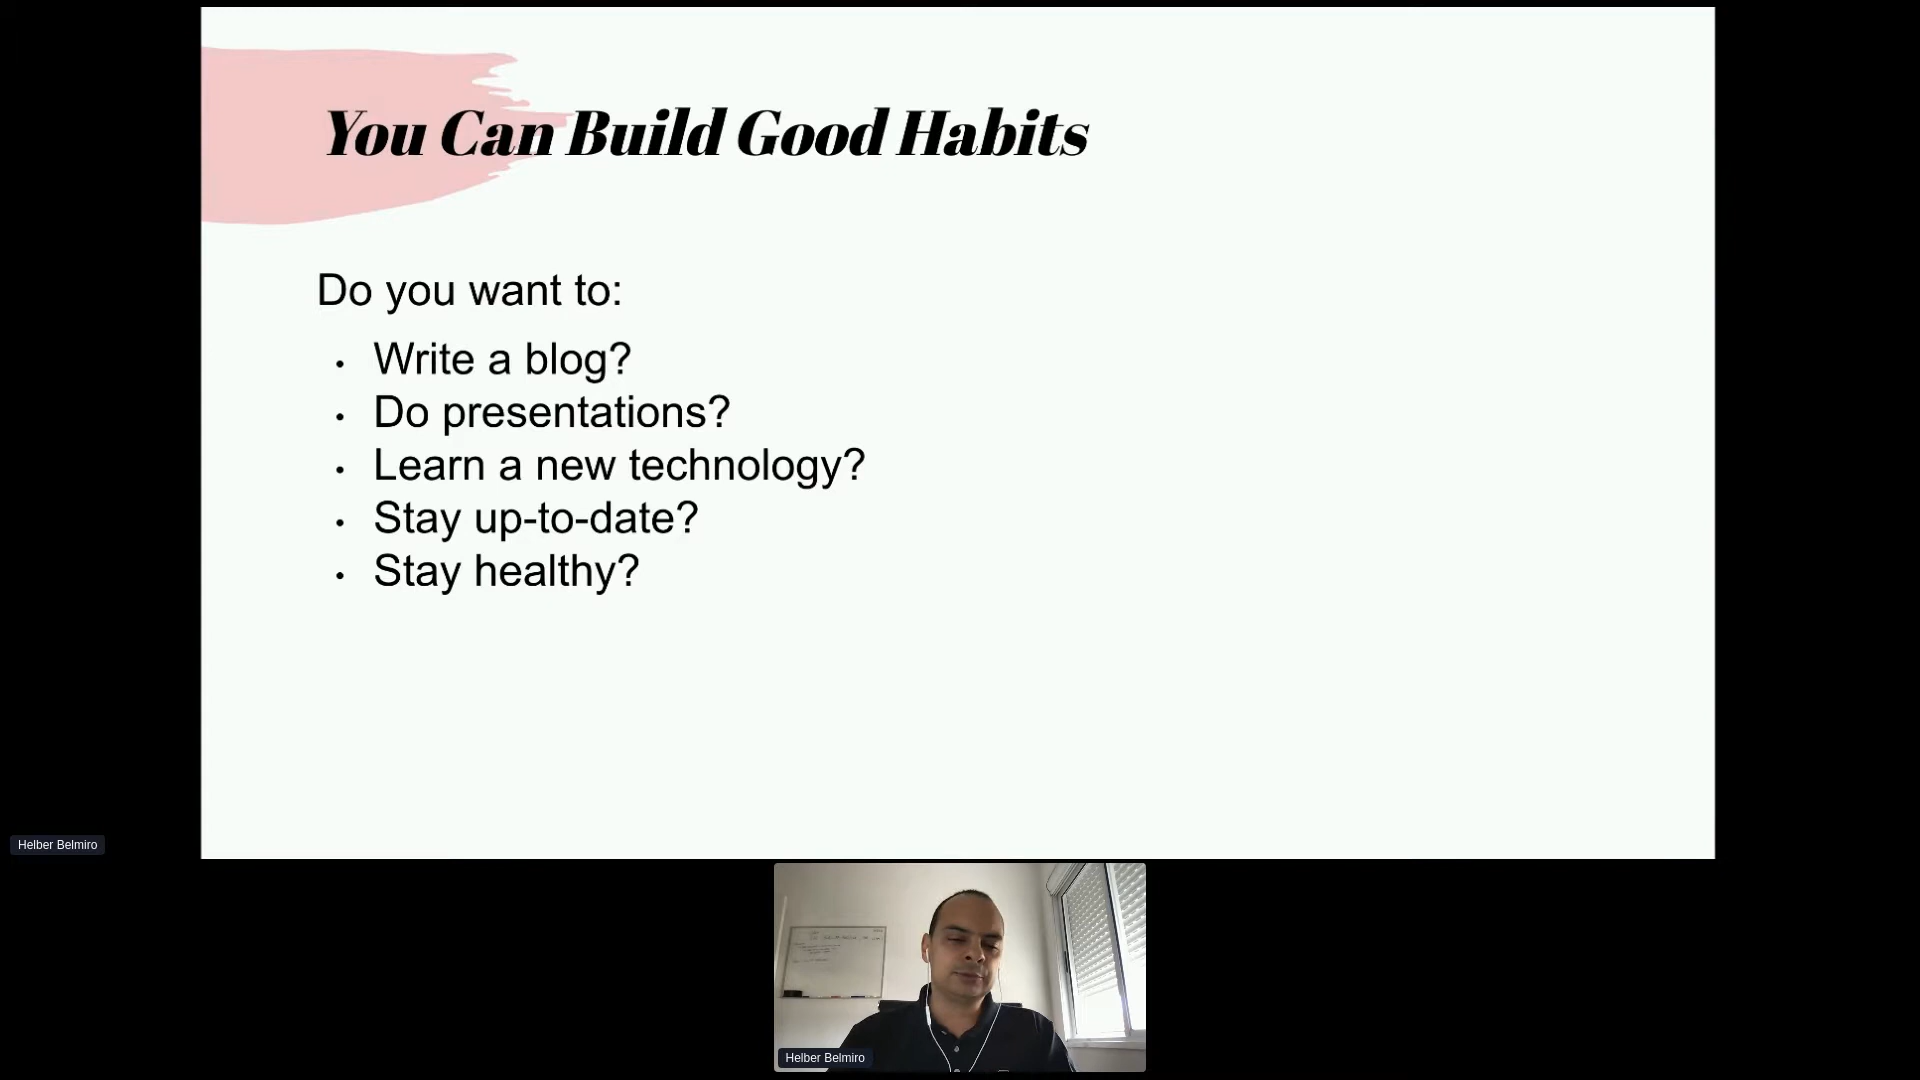 You Can Build Good Habits
Do you want to:
• Write a blog?
• Do presentations?
• Learn a new technology?
• Stay up-to-date?
• Stay healthy?
Helber Belmiro
Helber Belmiro